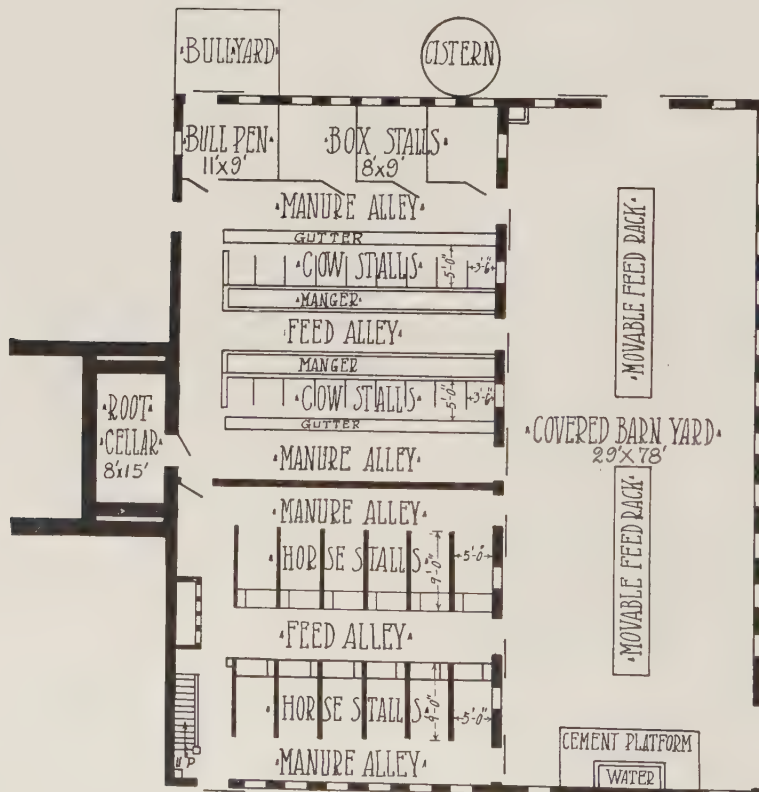 BULLYARD
CISTERN
BULL PEN
11'x9'
BOX STALLS
8'x9'
MANURE ALLEY
GUTTER
COW STALLS
5'-0"
3'-6"
MANGER
FEED ALLEY
MANGER
COW STALLS
5'-0"
3'-6"
GUTTER
MANURE ALLEY
ROOT
CELLAR
8'x15'
MOVABLE FEED RACK
COVERED BARN YARD
29'X78'
MOVABLE FEED RACK
MANURE ALLEY
HORSE STALLS
9'-0"
5'-0"
FEED ALLEY
HORSE STALLS
9'-0"
5'-0"
MANURE ALLEY
UP
CEMENT PLATFORM
WATER